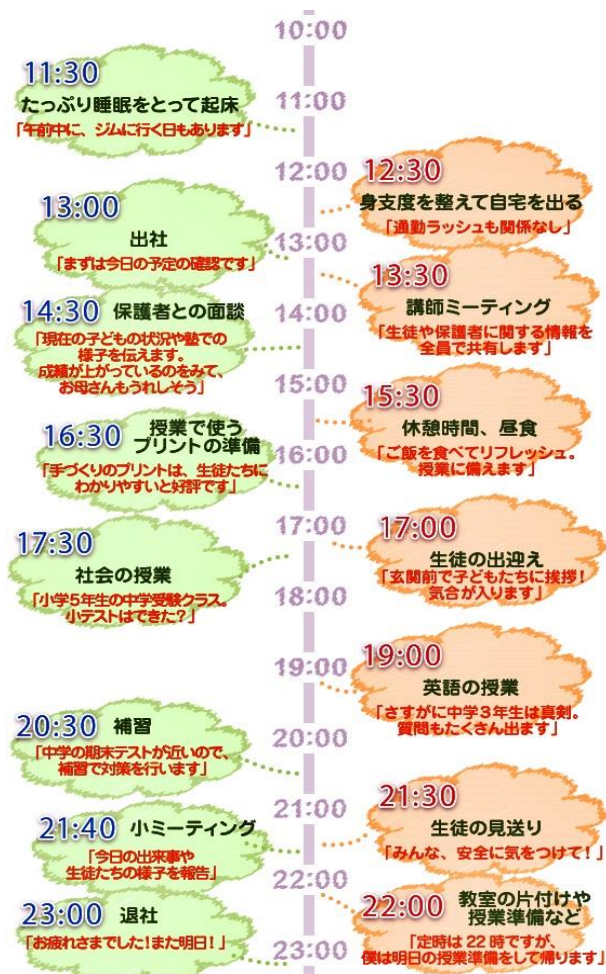 10:00
11:30
たっぷり睡眠をとって起床
「午前中に、ジムに行く日もあります」
11:00
12:00
12:30
身支度を整えて自宅を出る
「通勤ラッシュも関係なし」
13:00
出社
「まずは今日の予定の確認です」
13:00
13:30
講師ミーティング
「生徒や保護者に関する情報を
全員で共有します」
14:30 保護者との面談
「現在の子どもの状況や塾での
様子を伝えます。
成績が上がっているのをみて、
お母さんもうれしそう」
14:00
15:00
15:30
休憩時間、昼食
「ご飯を食べてリフレッシュ。
授業に備えます」
16:30 授業で使う
プリントの準備
「手づくりのプリントは、生徒たちに
わかりやすいと好評です」
16:00
17:00
17:00
生徒の出迎え
「玄関前で子どもたちに挨拶!
気合が入ります」
17:30
社会の授業
「小学5年生の中学受験クラス。
小テストはできた?」
18:00
19:00
19:00
英語の授業
「さすがに中学3年生は真剣。
質問もたくさん出ます」
20:30 補習
「中学の期末テストが近いので、
補習で対策を行います」
20:00
21:00
21:30
生徒の見送り
「みんな、安全に気をつけて!」
21:40 小ミーティング
「今日の出来事や
生徒たちの様子を報告」
22:00
22:00 教室の片付けや
授業準備など
「定時は22時ですが、
僕は明日の授業準備をして帰ります」
23:00 退社
「お疲れさまでした!また明日!」
23:00